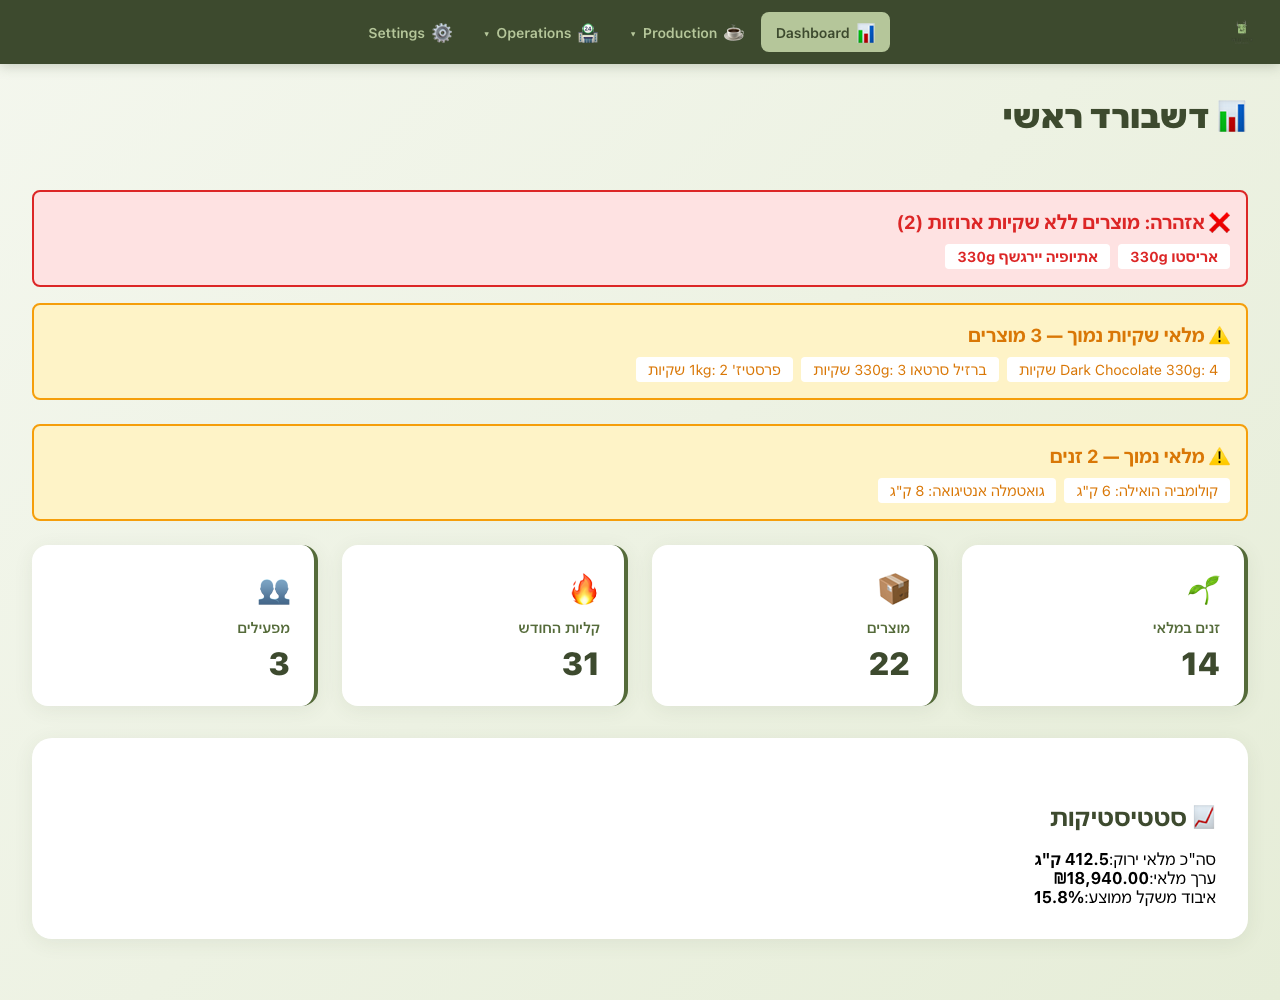 Dashboard
Production
Operations
Settings
דשבורד ראשי
אזהרה: מוצרים ללא שקיות ארוזות (2)
אריסטו 330g
אתיופיה יירגשף 330g
מלאי שקיות נמוך — 3 מוצרים
Dark Chocolate 330g: 4 שקיות
ברזיל סרטאו 330g: 3 שקיות
פרסטיז' 1kg: 2 שקיות
מלאי נמוך — 2 זנים
קולומביה הואילה: 6 ק"ג
גואטמלה אנטיגואה: 8 ק"ג
זנים במלאי
14
מוצרים
22
קליות החודש
31
מפעילים
3
סטטיסטיקות
סה"כ מלאי ירוק:412.5 ק"ג
ערך מלאי:₪18,940.00
איבוד משקל ממוצע:15.8%